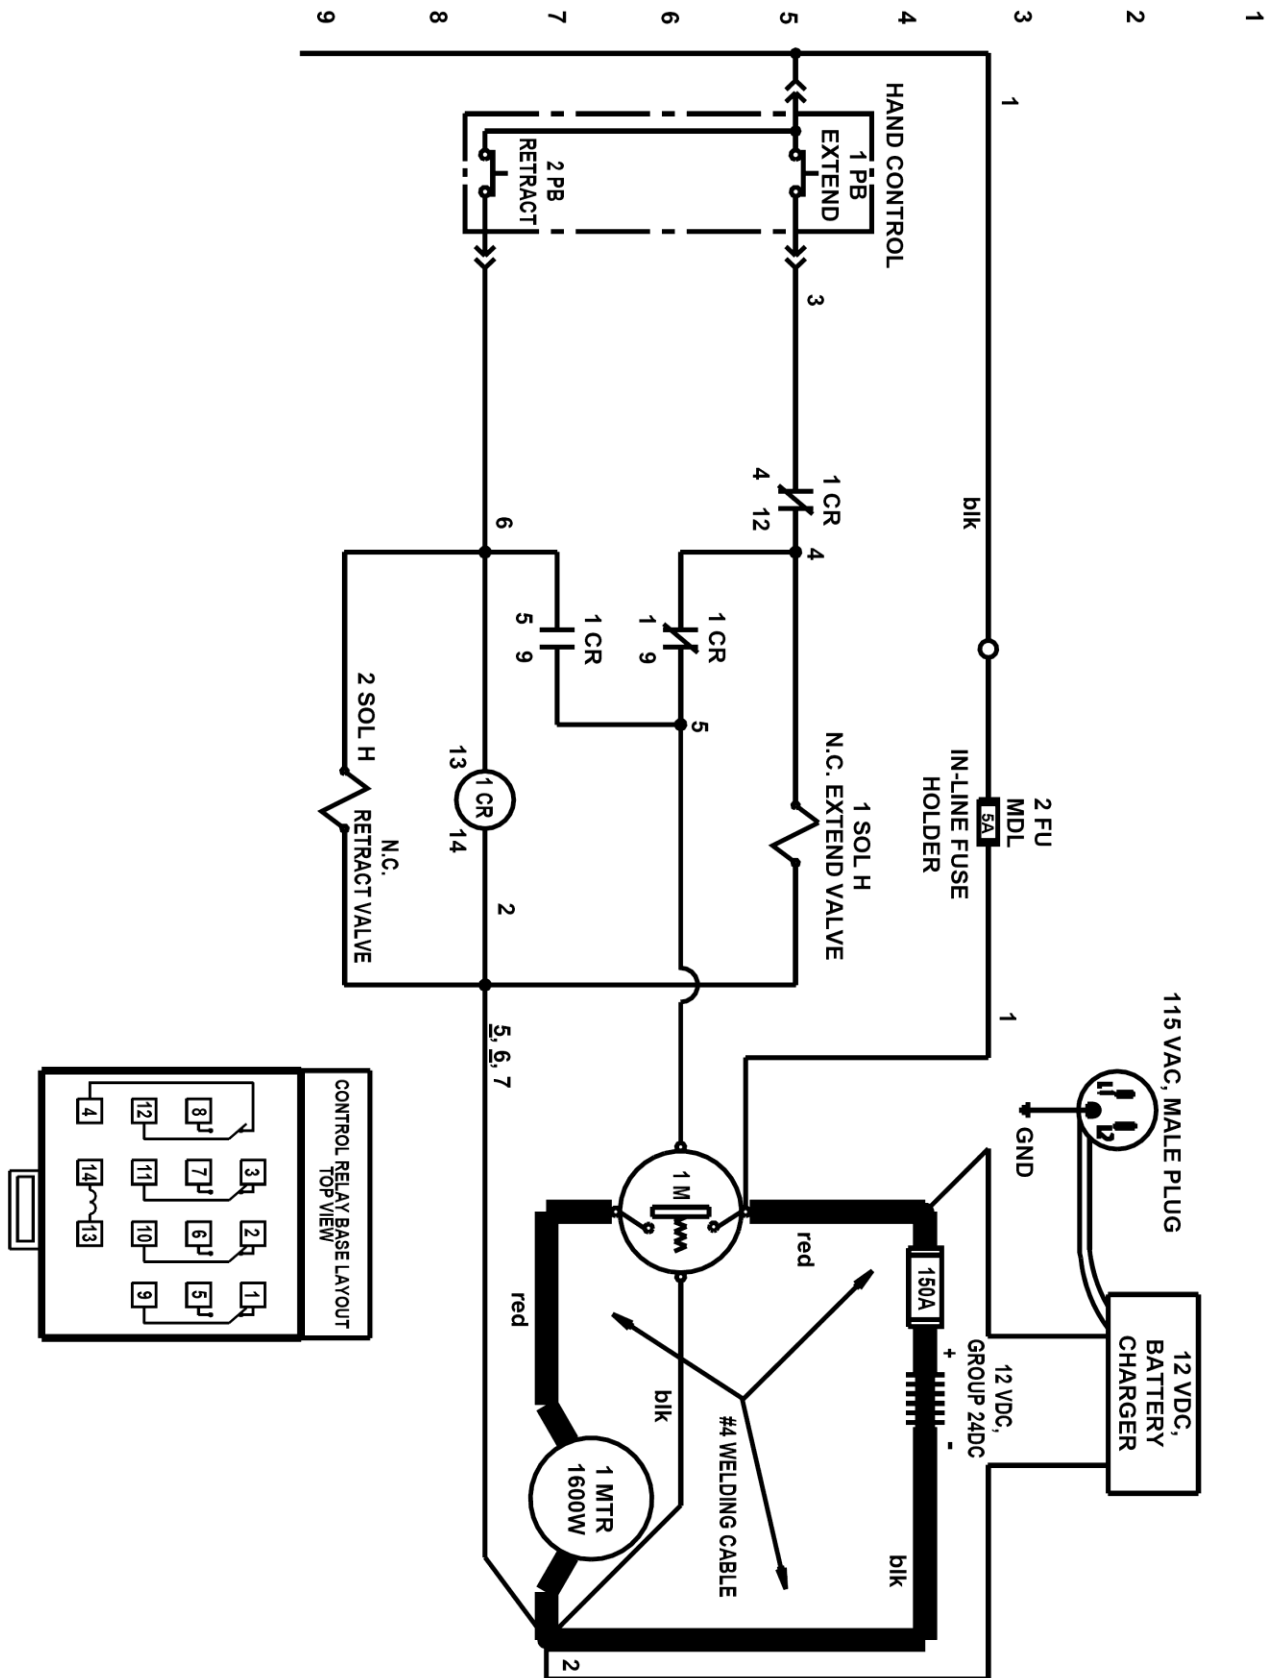 1
2
3
4
5
6
7
8
9
115 VAC, MALE PLUG
L1
L2
GND
12 VDC,
BATTERY
CHARGER
12 VDC,
GROUP 24DC
+
-
150A
red
blk
1
blk
2 FU
MDL
5A
IN-LINE FUSE
HOLDER
1
#4 WELDING CABLE
HAND CONTROL
1 PB
EXTEND
2 PB
RETRACT
3
1 CR
4
12
4
1 SOL H
N.C. EXTEND VALVE
1 CR
1
9
5
1 M
blk
red
1 MTR
1600W
1 CR
5
9
6
13
1 CR
14
2
5, 6, 7
2
2 SOL H
N.C.
RETRACT VALVE
CONTROL RELAY BASE LAYOUT
TOP VIEW
8
3
2
1
12
7
6
5
11
10
9
4
14
13